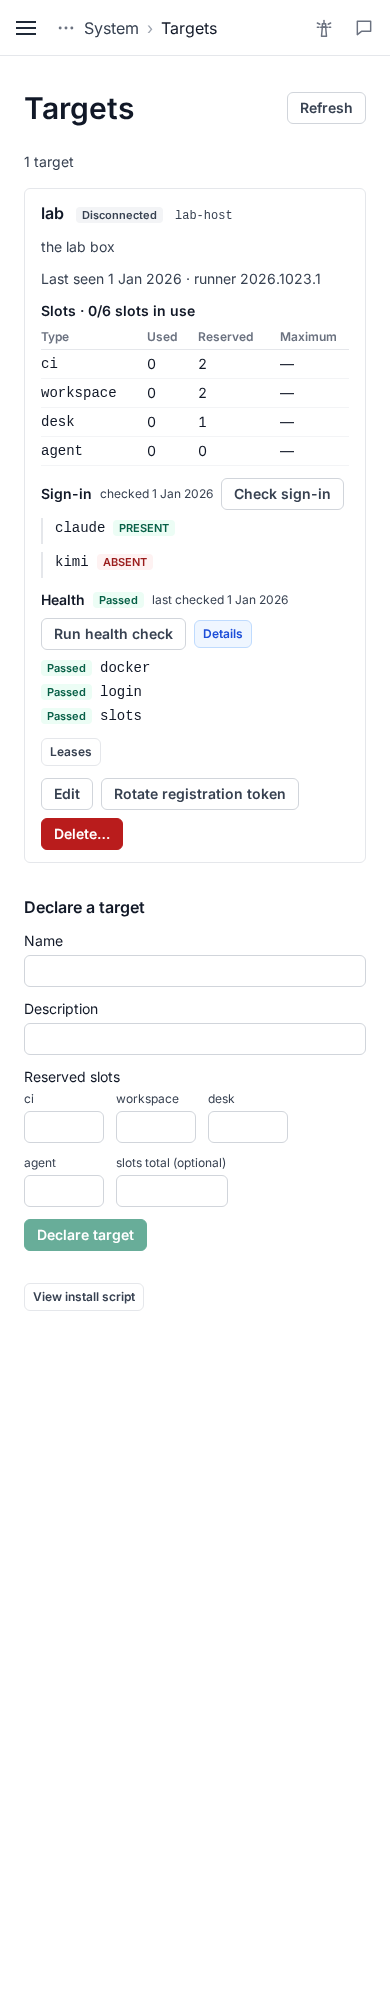 System › Targets
Targets
Refresh
1 target
lab Disconnected lab-host
the lab box
Last seen 1 Jan 2026 · runner 2026.1023.1
Slots · 0/6 slots in use
Type Used Reserved Maximum
ci 0 2 —
workspace 0 2 —
desk 0 1 —
agent 0 0 —
Sign-in checked 1 Jan 2026 Check sign-in
claude PRESENT
kimi ABSENT
Health Passed last checked 1 Jan 2026
Run health check Details
Passed docker
Passed login
Passed slots
Leases
Edit Rotate registration token
Delete...
Declare a target
Name
Description
Reserved slots
ci workspace desk
agent slots total (optional)
Declare target
View install script